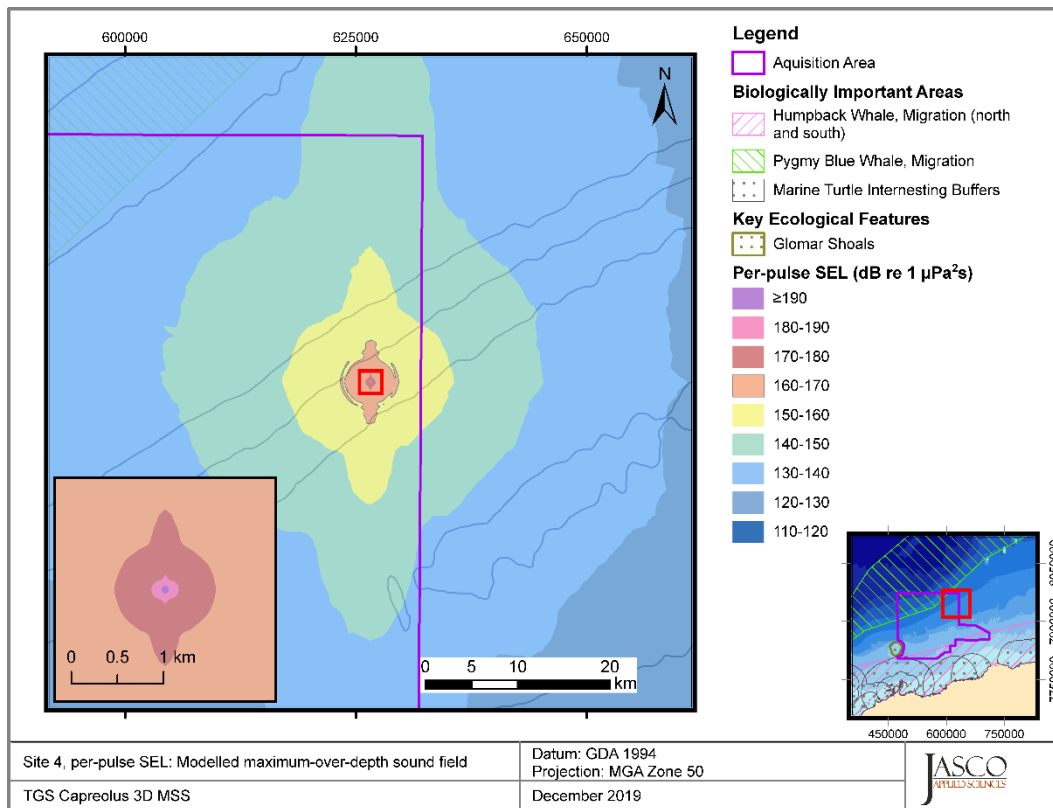 600000 625000 650000
N
0 0.5 1 km
0 5 10 20
km
Legend
Aquisition Area
Biologically Important Areas
Humpback Whale, Migration (north
and south)
Pygmy Blue Whale, Migration
Marine Turtle Internesting Buffers
Key Ecological Features
Glomar Shoals
Per-pulse SEL (dB re 1 µPa²s)
≥190
180-190
170-180
160-170
150-160
140-150
130-140
120-130
110-120
8050000
7900000
7750000
450000 600000 750000
Site 4, per-pulse SEL: Modelled maximum-over-depth sound field
Datum: GDA 1994
Projection: MGA Zone 50
TGS Capreolus 3D MSS
December 2019
JASCO
APPLIED SCIENCES